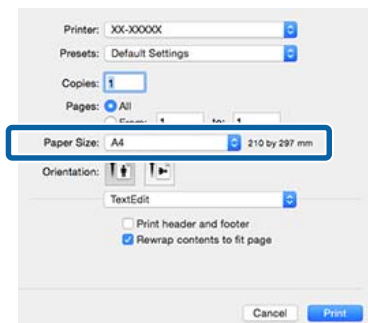 Printer: XX-XXXXX
Presets: Default Settings
Copies: 1
Pages: All
From: 1 to: 1
Paper Size: A4 210 by 297 mm
Orientation:
TextEdit
Print header and footer
Rewrap contents to fit page
Cancel Print